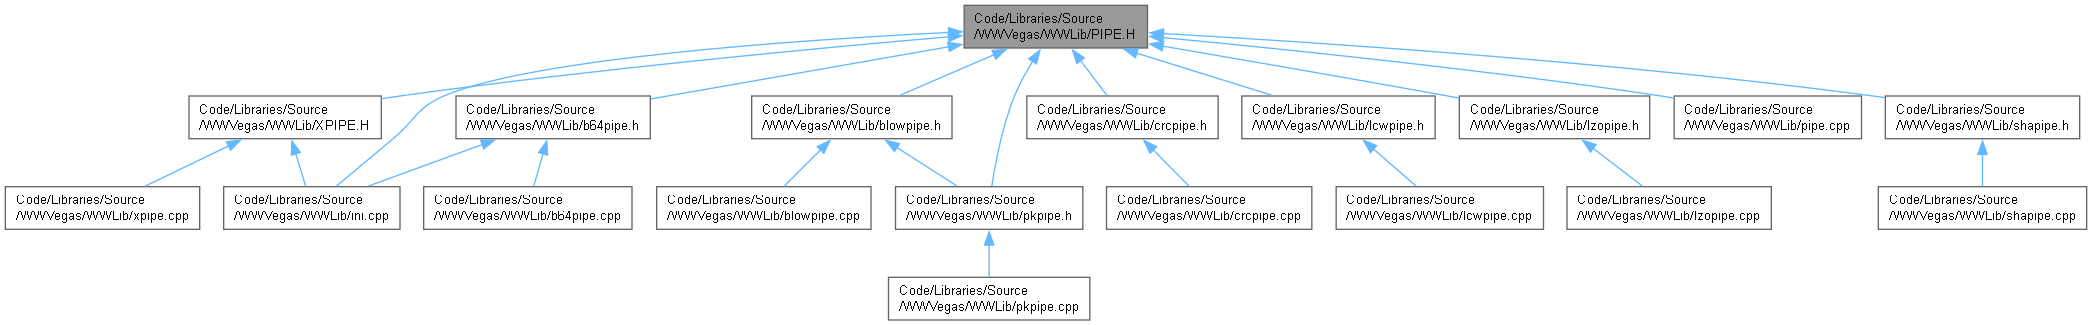 Code/Libraries/Source
/WWVegas/WWLib/PIPE.H
Code/Libraries/Source
/WWVegas/WWLib/XPIPE.H
Code/Libraries/Source
/WWVegas/WWLib/b64pipe.h
Code/Libraries/Source
/WWVegas/WWLib/blowpipe.h
Code/Libraries/Source
/WWVegas/WWLib/crcpipe.h
Code/Libraries/Source
/WWVegas/WWLib/lcwpipe.h
Code/Libraries/Source
/WWVegas/WWLib/lzopipe.h
Code/Libraries/Source
/WWVegas/WWLib/pipe.cpp
Code/Libraries/Source
/WWVegas/WWLib/shapipe.h
Code/Libraries/Source
/WWVegas/WWLib/xpipe.cpp
Code/Libraries/Source
/WWVegas/WWLib/ini.cpp
Code/Libraries/Source
/WWVegas/WWLib/b64pipe.cpp
Code/Libraries/Source
/WWVegas/WWLib/blowpipe.cpp
Code/Libraries/Source
/WWVegas/WWLib/pkpipe.h
Code/Libraries/Source
/WWVegas/WWLib/crcpipe.cpp
Code/Libraries/Source
/WWVegas/WWLib/lcwpipe.cpp
Code/Libraries/Source
/WWVegas/WWLib/lzopipe.cpp
Code/Libraries/Source
/WWVegas/WWLib/shapipe.cpp
Code/Libraries/Source
/WWVegas/WWLib/pkpipe.cpp